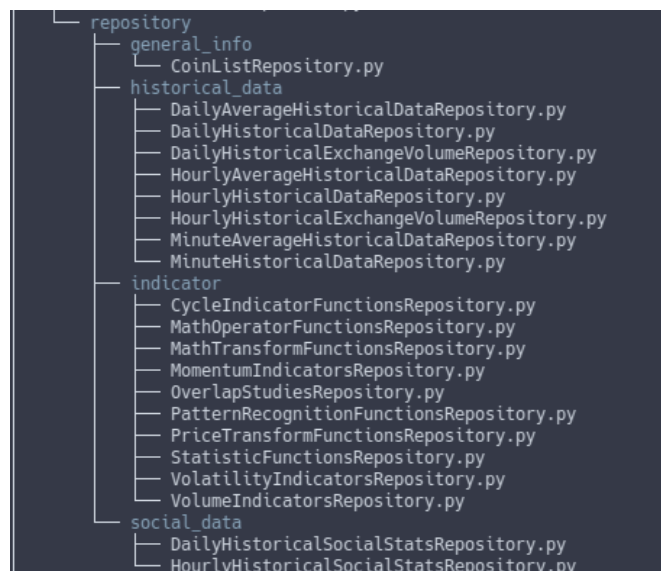 repository
general_info
CoinListRepository.py
historical_data
DailyAverageHistoricalDataRepository.py
DailyHistoricalDataRepository.py
DailyHistoricalExchangeVolumeRepository.py
HourlyAverageHistoricalDataRepository.py
HourlyHistoricalDataRepository.py
HourlyHistoricalExchangeVolumeRepository.py
MinuteAverageHistoricalDataRepository.py
MinuteHistoricalDataRepository.py
indicator
CycleIndicatorFunctionsRepository.py
MathOperatorFunctionsRepository.py
MathTransformFunctionsRepository.py
MomentumIndicatorsRepository.py
OverlapStudiesRepository.py
PatternRecognitionFunctionsRepository.py
PriceTransformFunctionsRepository.py
StatisticFunctionsRepository.py
VolatilityIndicatorsRepository.py
VolumeIndicatorsRepository.py
social_data
DailyHistoricalSocialStatsRepository.py
HourlyHistoricalSocialStatsRepository.py